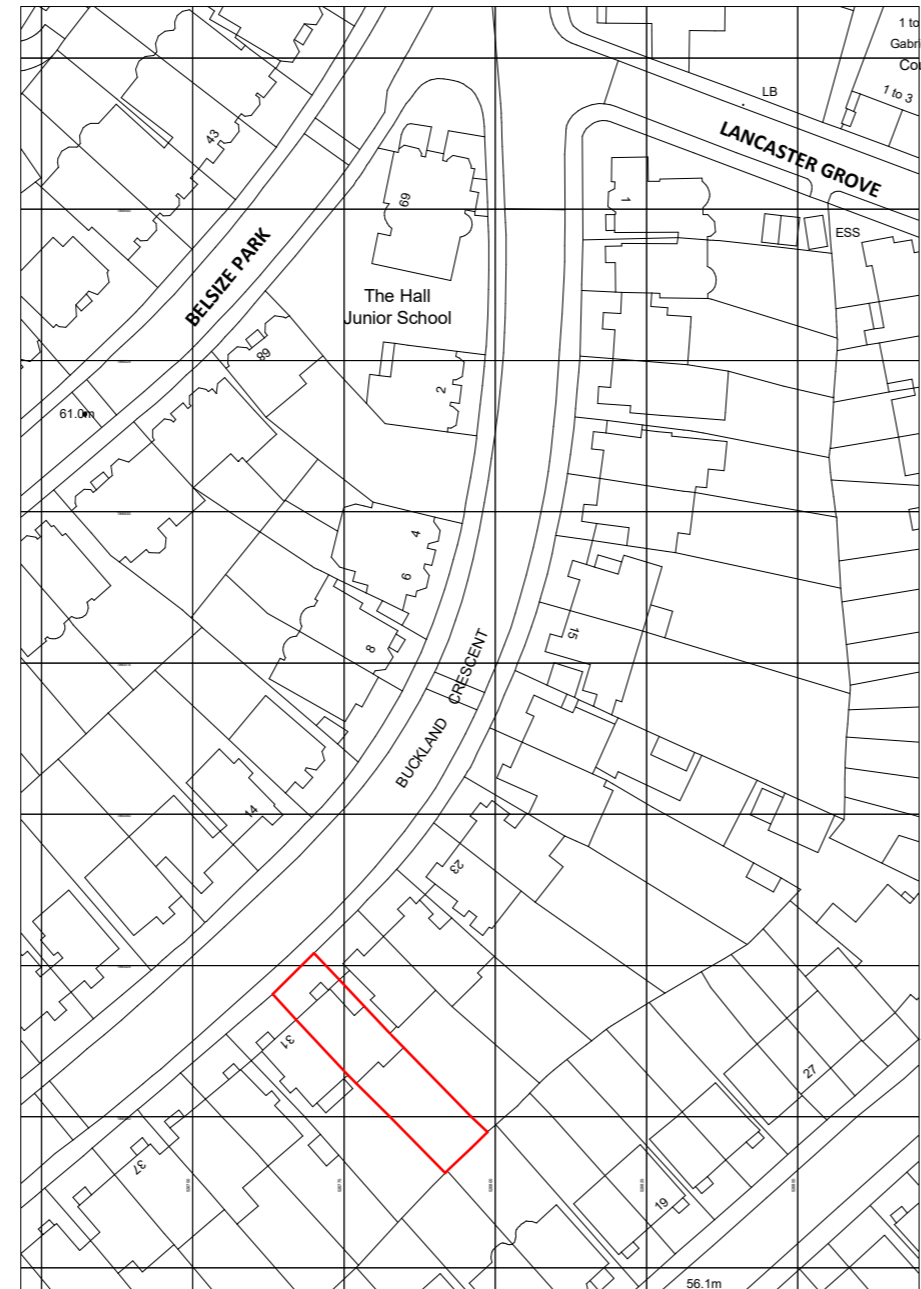 1 to
Gabri
Cou
1 to 3
LB
LANCASTER GROVE
43
69
1
ESS
BELSIZE PARK
The Hall
Junior School
89
2
61.0m
4
6
15
8
BUCKLAND CRESCENT
14
23
31
27
37
19
56.1m